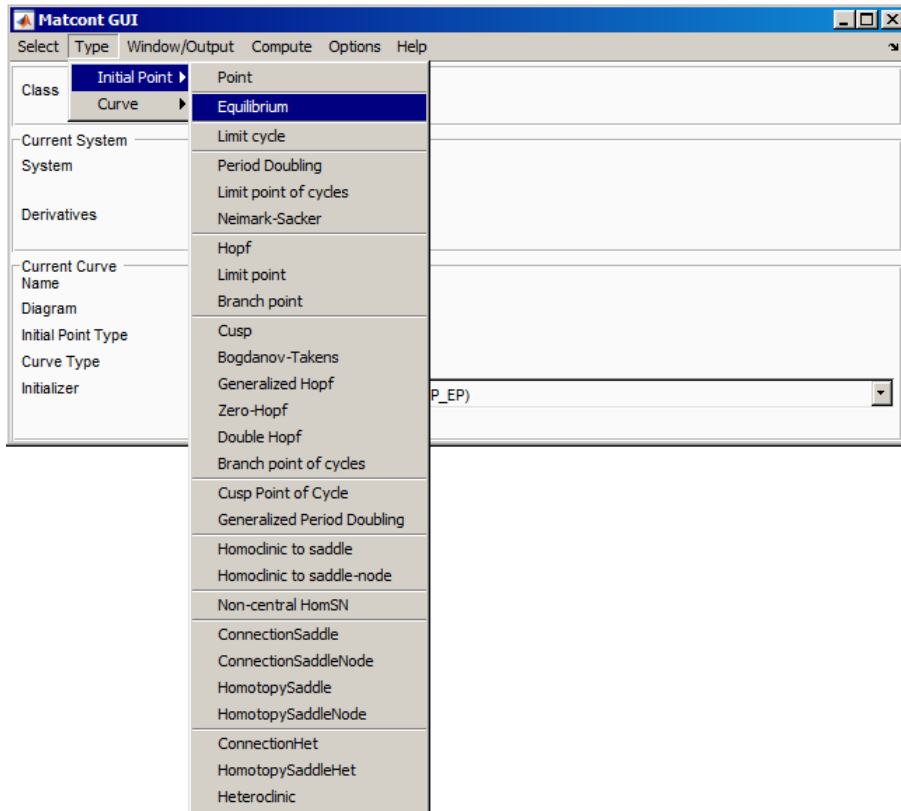 Matcont GUI
Select Type Window/Output Compute Options Help
Class
Initial Point
Curve
Current System
System
Derivatives
Current Curve
Name
Diagram
Initial Point Type
Curve Type
Initializer
P_EP)
Point
Equilibrium
Limit cycle
Period Doubling
Limit point of cycles
Neimark-Sacker
Hopf
Limit point
Branch point
Cusp
Bogdanov-Takens
Generalized Hopf
Zero-Hopf
Double Hopf
Branch point of cycles
Cusp Point of Cycle
Generalized Period Doubling
Homoclinic to saddle
Homoclinic to saddle-node
Non-central HomSN
ConnectionSaddle
ConnectionSaddleNode
HomotopySaddle
HomotopySaddleNode
ConnectionHet
HomotopySaddleHet
Heteroclinic